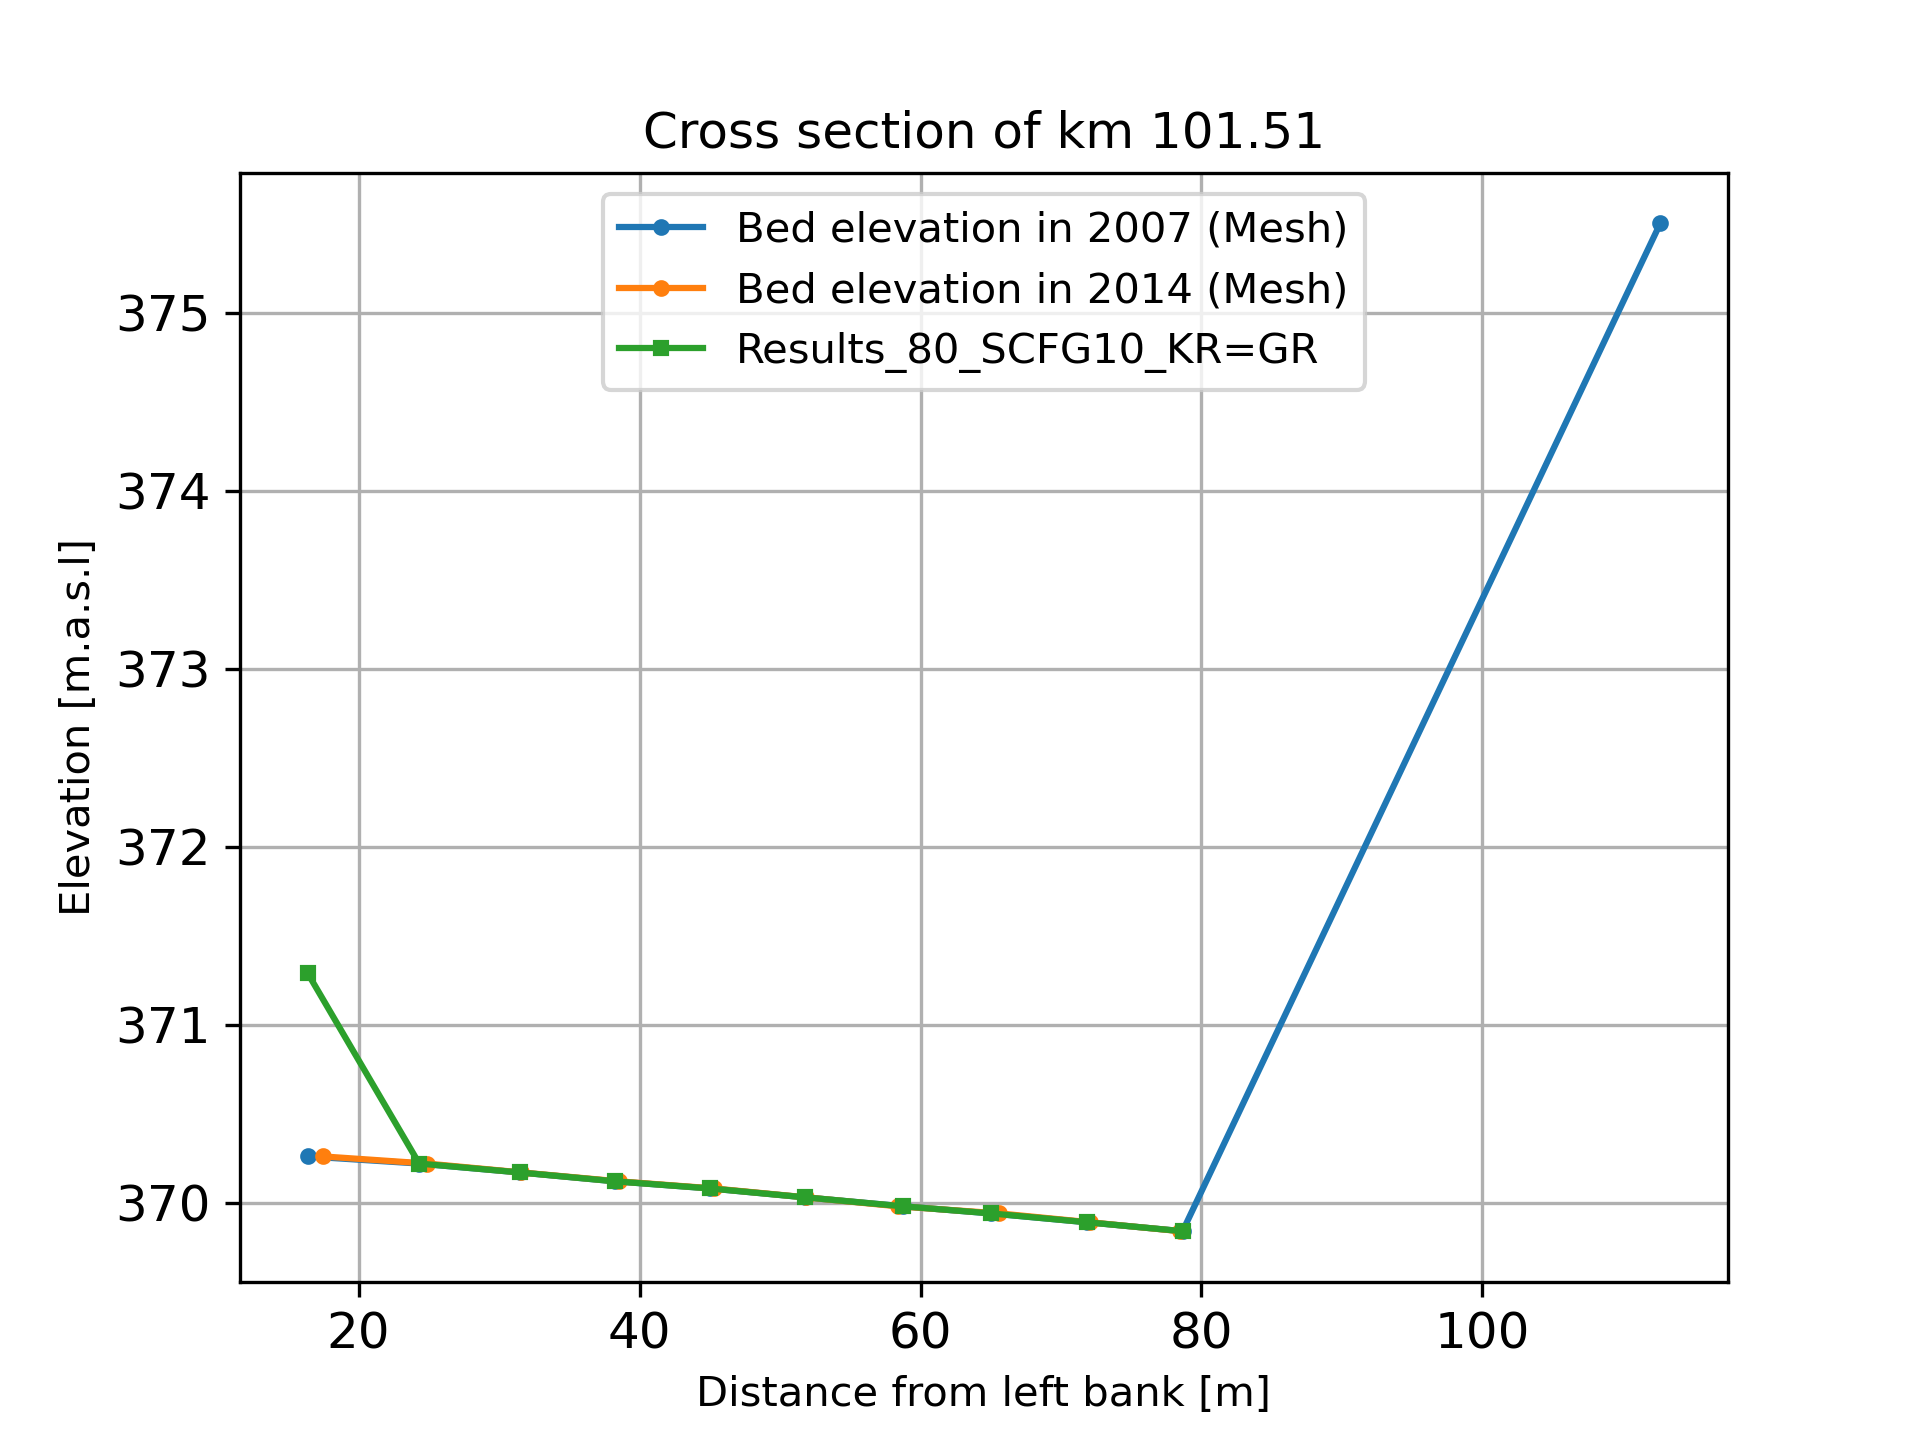 Cross section of km 101.51
Bed elevation in 2007 (Mesh)
Bed elevation in 2014 (Mesh)
Results_80_SCFG10_KR=GR
375
374
373
372
371
370
Elevation [m.a.s.l]
20 40 60 80 100
Distance from left bank [m]